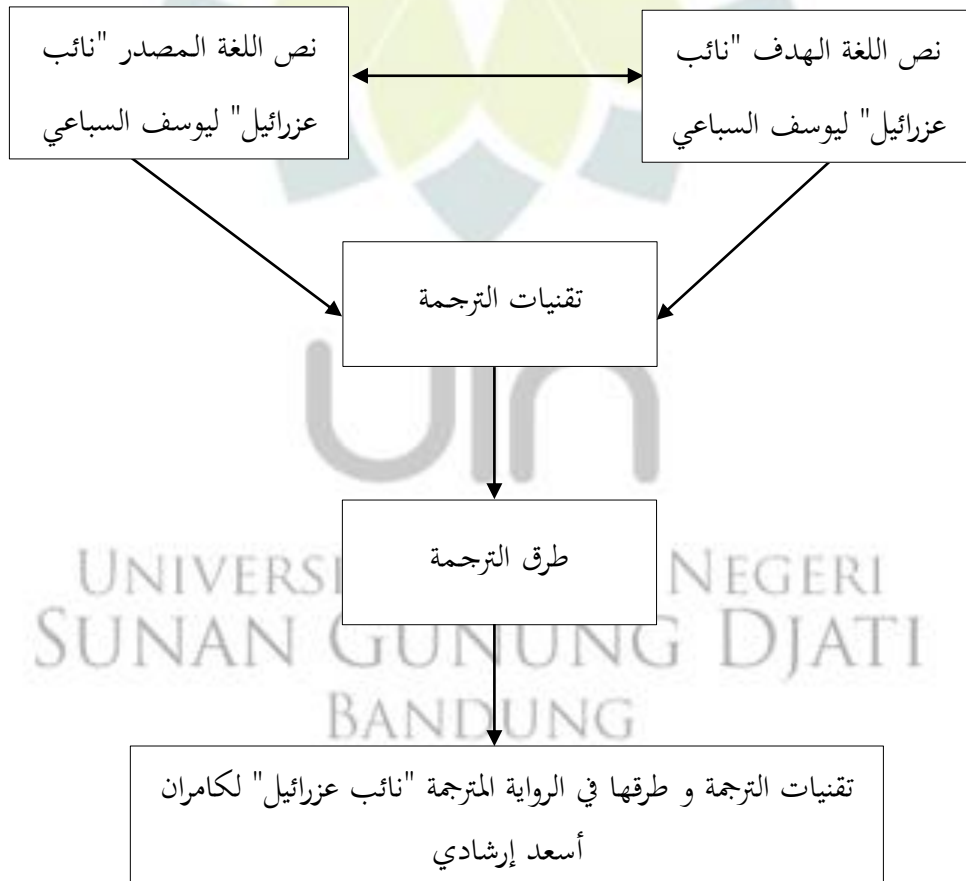 نص اللغة المصدر "نائب
عزرائيل" ليوسف السباعي
نص اللغة الهدف "نائب
عزرائيل" ليوسف السباعي
تقنيات الترجمة
uin
طرق الترجمة
UNIVERSI NEGERI
SUNAN GUNUNG DJATI
BANDUNG
تقنيات الترجمة و طرقها في الرواية المترجمة "نائب عزرائيل" لكامران
أسعد إرشادي